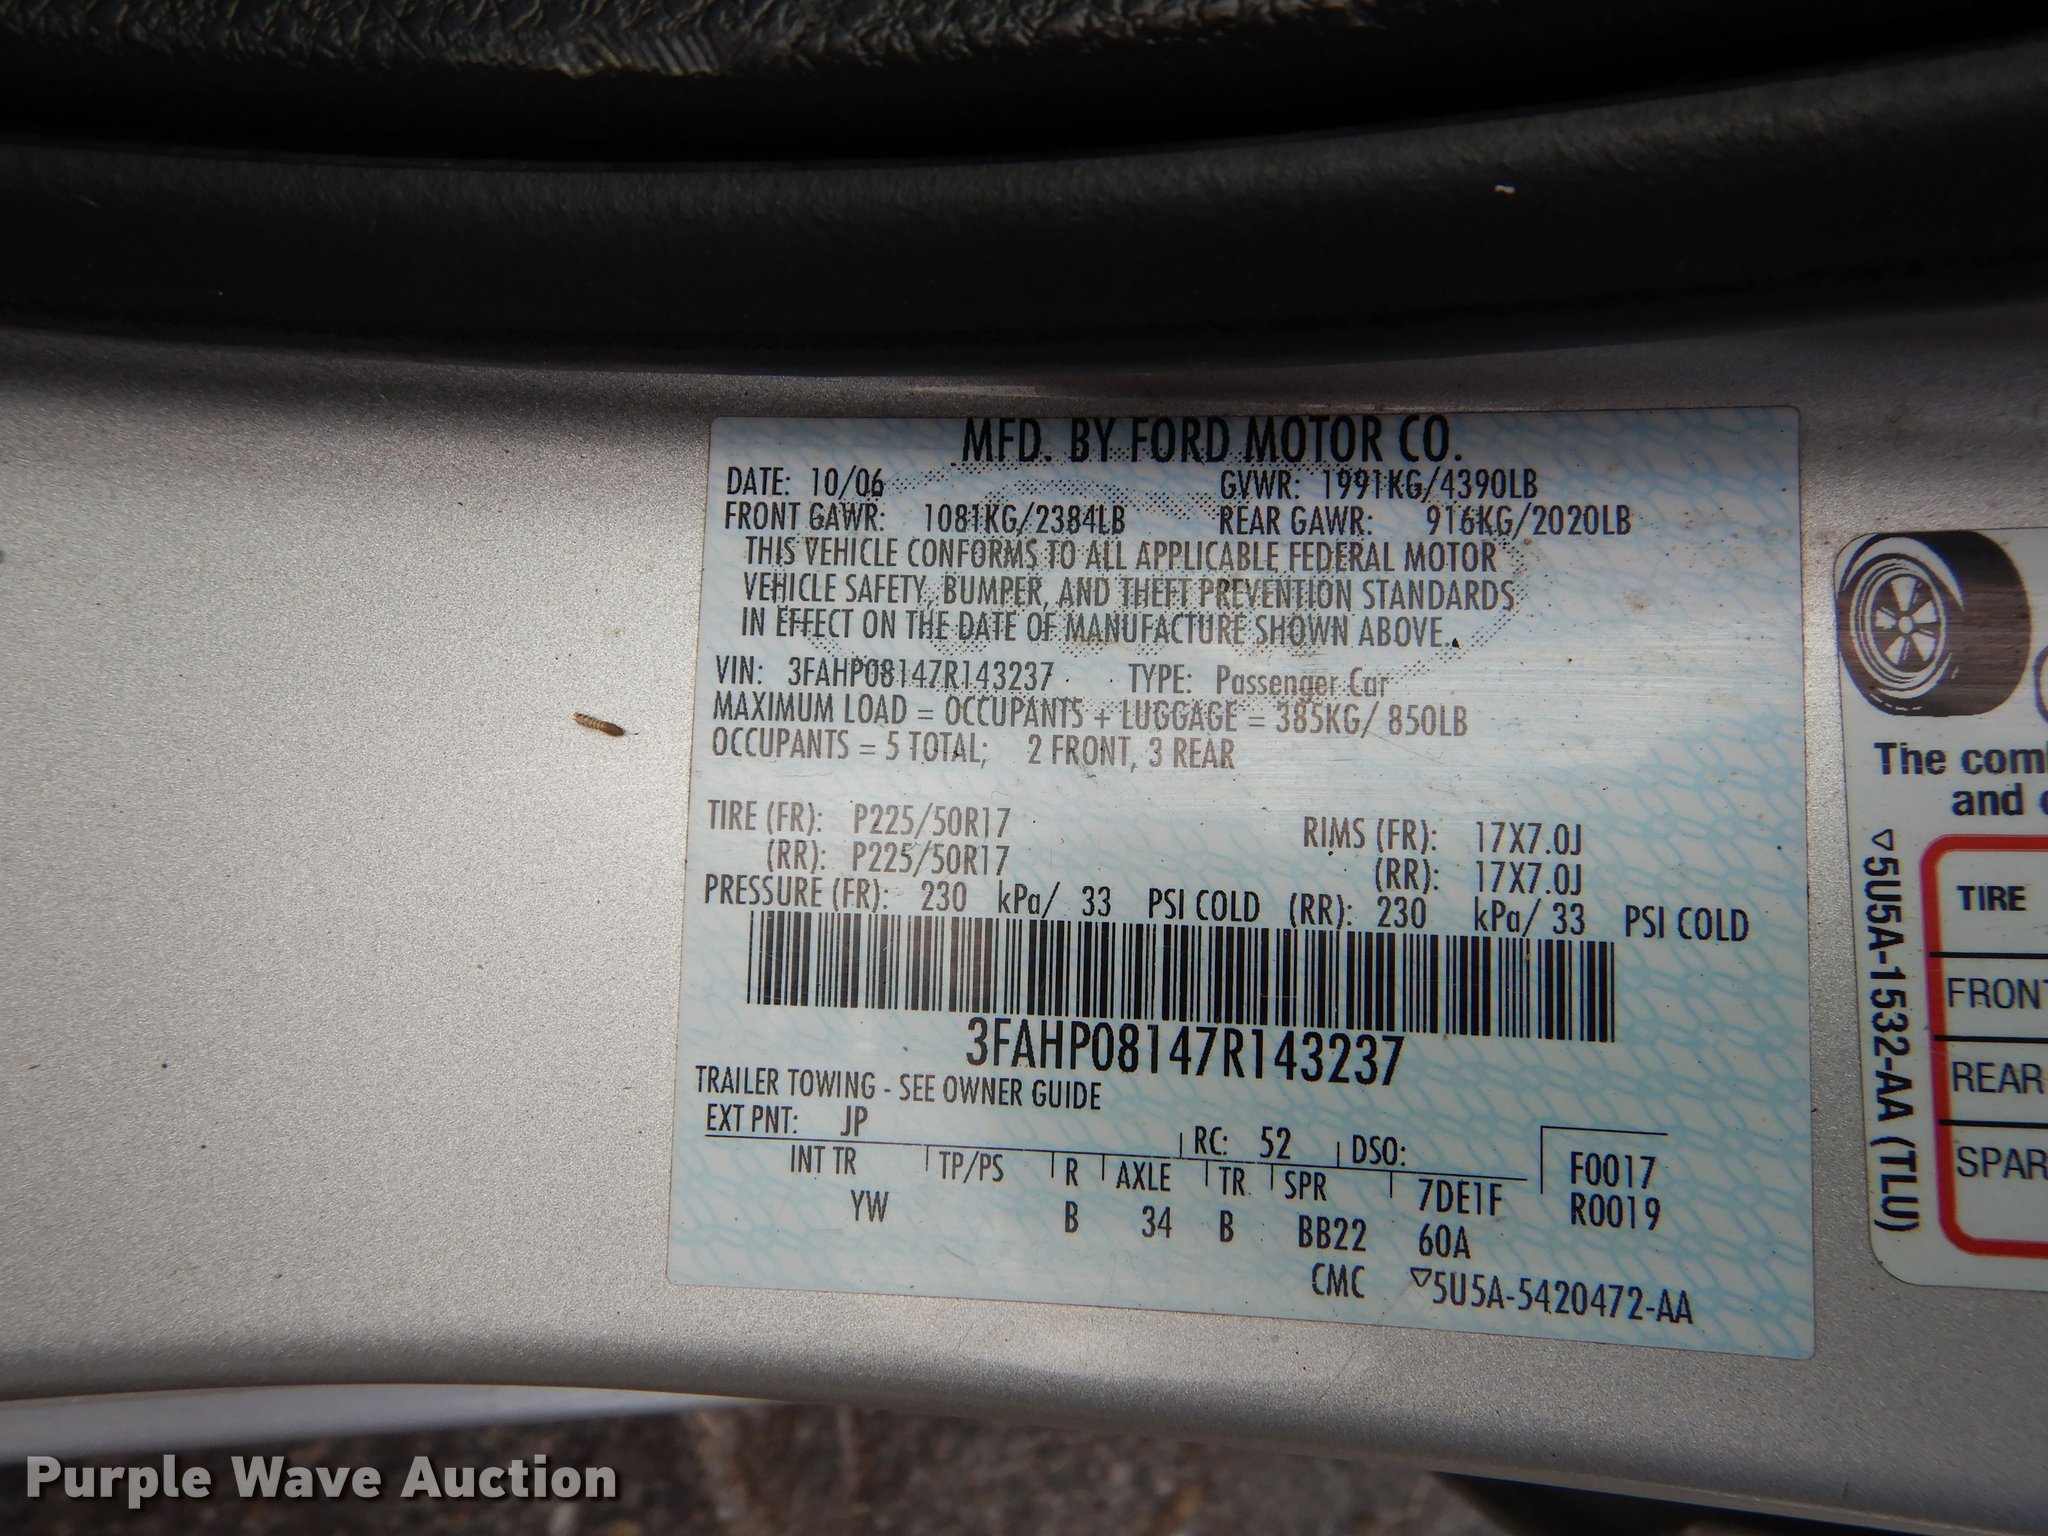 MFD. BY FORD MOTOR CO.
DATE: 10/06 GVWR: 1991KG/4390LB
FRONT GAWR: 1081KG/2384LB REAR GAWR: 916KG/2020LB
THIS VEHICLE CONFORMS TO ALL APPLICABLE FEDERAL MOTOR
VEHICLE SAFETY, BUMPER, AND THEFT PREVENTION STANDARDS
IN EFFECT ON THE DATE OF MANUFACTURE SHOWN ABOVE.
VIN: 3FAHP08147R143237 TYPE: Passenger Car
MAXIMUM LOAD = OCCUPANTS + LUGGAGE = 385KG/ 850LB
OCCUPANTS = 5 TOTAL; 2 FRONT, 3 REAR
TIRE (FR): P225/50R17 RIMS (FR): 17X7.0J
(RR): P225/50R17 (RR): 17X7.0J
PRESSURE (FR): 230 kPa/ 33 PSI COLD (RR): 230 kPa/ 33 PSI COLD
3FAHP08147R143237
TRAILER TOWING - SEE OWNER GUIDE
EXT PNT: JP RC: 52 DSO:
INT TR TP/PS R AXLE TR SPR 7DE1F F0017
YW B 34 B BB22 60A R0019
CMC ▽5U5A-5420472-AA
The com
and
▽5U5A-1532-AA (TLU)
TIRE
FRONT
REAR
SPAR
Purple Wave Auction